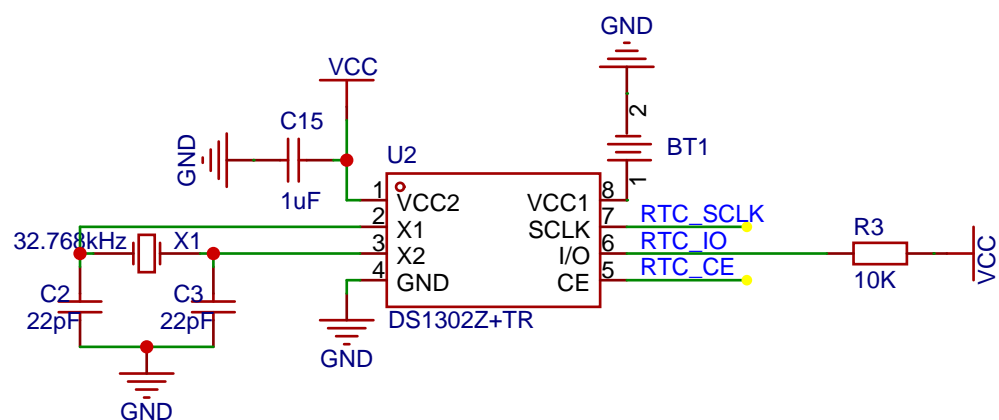 GND
VCC
C15
1uF
GND
U2
2
BT1
1
1
VCC2
VCC1
8
2
X1
SCLK
7
RTC_SCLK
32.768kHz
X1
3
X2
I/O
6
RTC_IO
R3
10K
VCC
4
GND
CE
5
RTC_CE
C2
22pF
C3
22pF
DS1302Z+TR
GND
GND